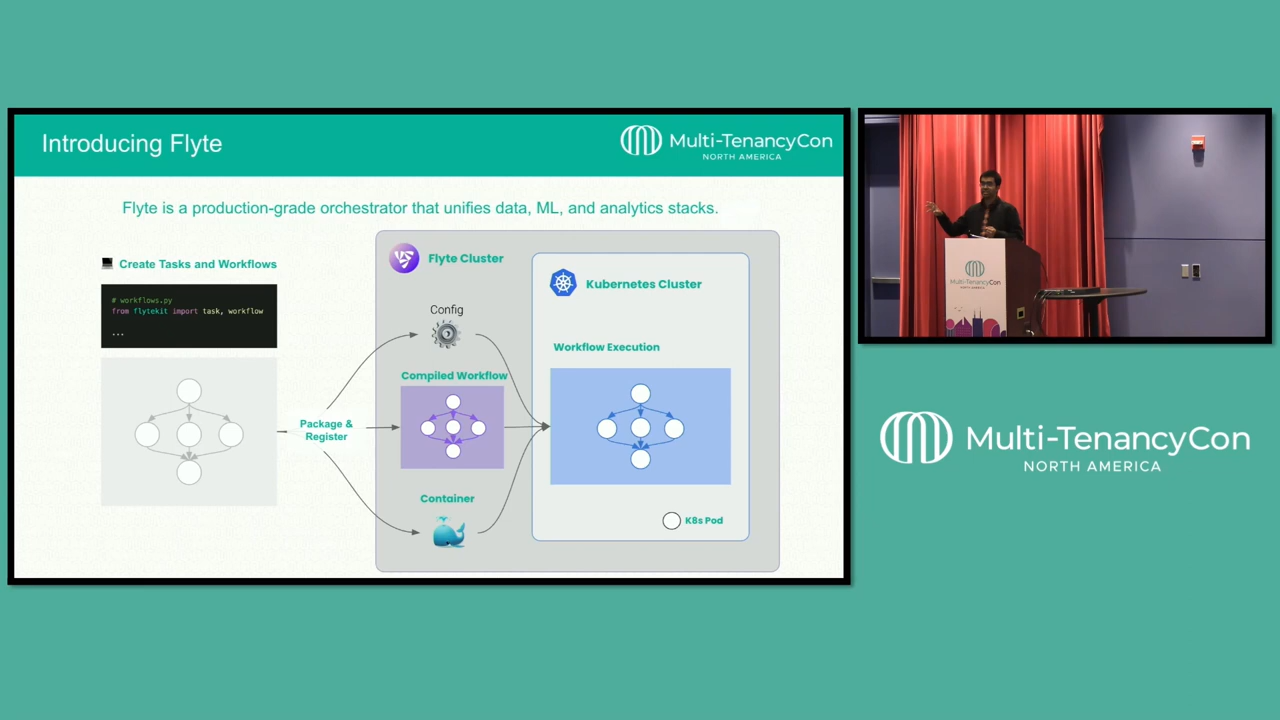 Introducing Flyte
Multi-TenancyCon
NORTH AMERICA
Flyte is a production-grade orchestrator that unifies data, ML, and analytics stacks.
Create Tasks and Workflows
# workflows.py
from flytekit import task, workflow
...
Package &
Register
Flyte Cluster
Config
Compiled Workflow
Container
Kubernetes Cluster
Workflow Execution
K8s Pod
Multi-TenancyCon
NORTH AMERICA
Multi-TenancyCon
NORTH AMERICA